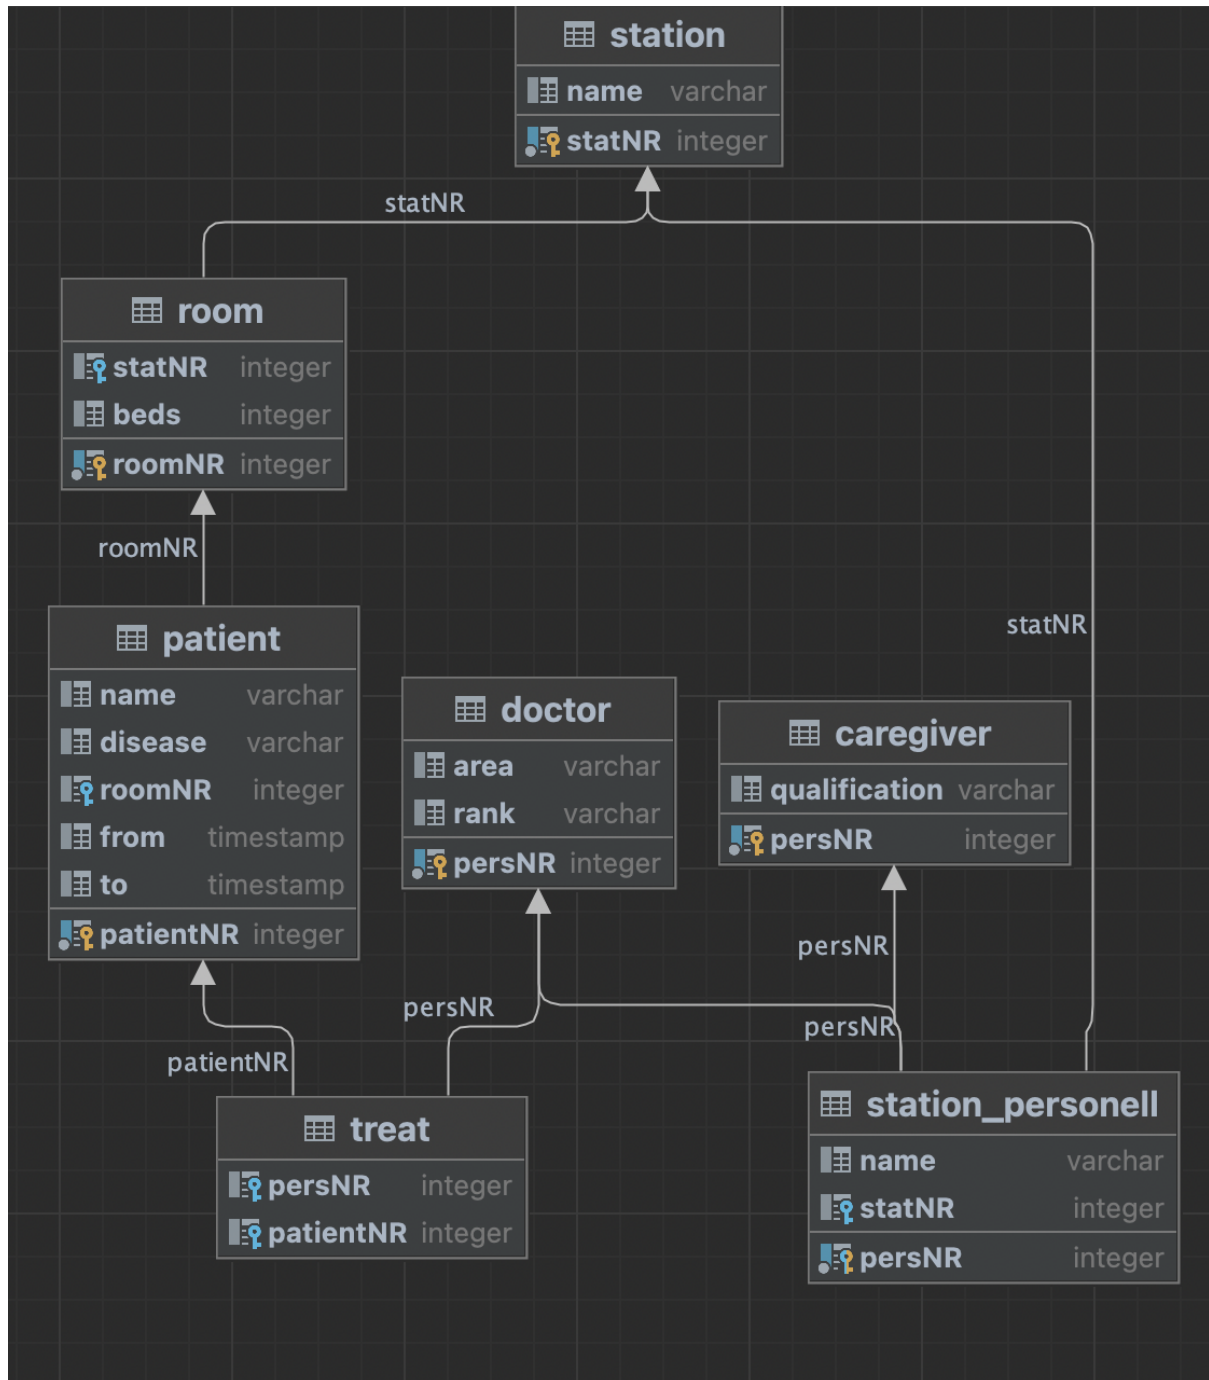 station
name varchar
statNR integer
statNR
room
statNR integer
beds integer
roomNR integer
roomNR
statNR
patient
name varchar
disease varchar
roomNR integer
from timestamp
to timestamp
patientNR integer
doctor
area varchar
rank varchar
persNR integer
caregiver
qualification varchar
persNR integer
persNR
persNR
persNR
patientNR
treat
persNR integer
patientNR integer
station_personell
name varchar
statNR integer
persNR integer